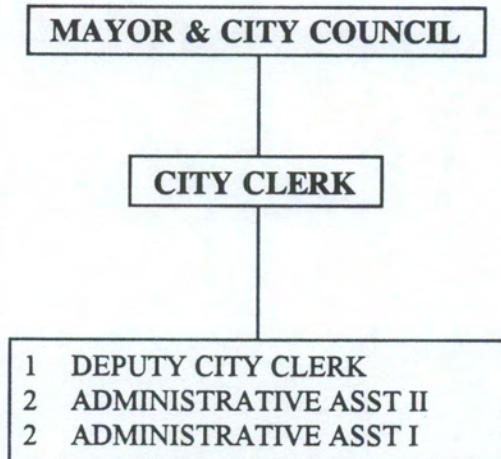 MAYOR & CITY COUNCIL
CITY CLERK
1 DEPUTY CITY CLERK
2 ADMINISTRATIVE ASST II
2 ADMINISTRATIVE ASST I